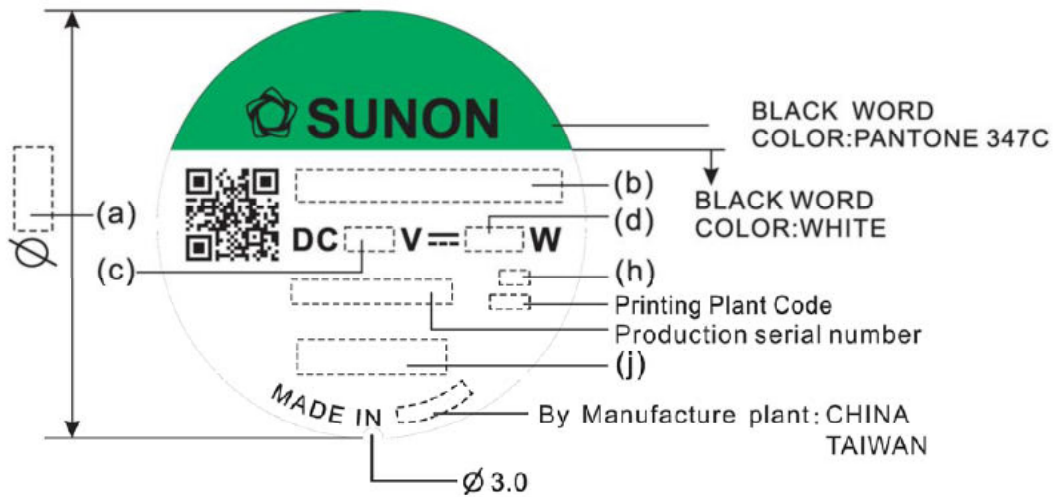 SUNON
BLACK WORD
COLOR:PANTONE 347C
(a)
(b)
BLACK WORD
COLOR:WHITE
(d)
DC V W
Ø
(c)
(h)
Printing Plant Code
Production serial number
(j)
MADE IN
By Manufacture plant: CHINA
TAIWAN
Ø 3.0